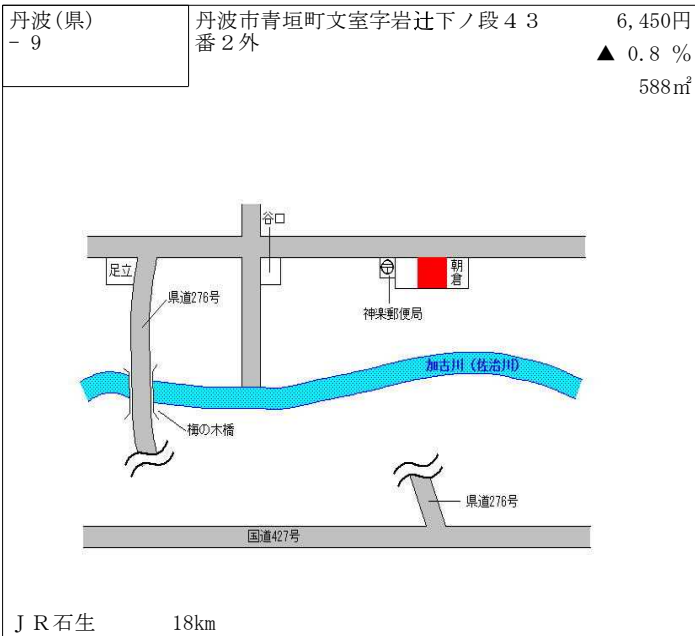 丹波(県)
- 9
丹波市青垣町文室字岩辻下ノ段４３
番２外
6,450円
▲ 0.8 %
588㎡
谷口
足立
朝倉
県道276号
神楽郵便局
加古川（佐治川）
梅の木橋
県道276号
国道427号
ＪＲ石生
18km